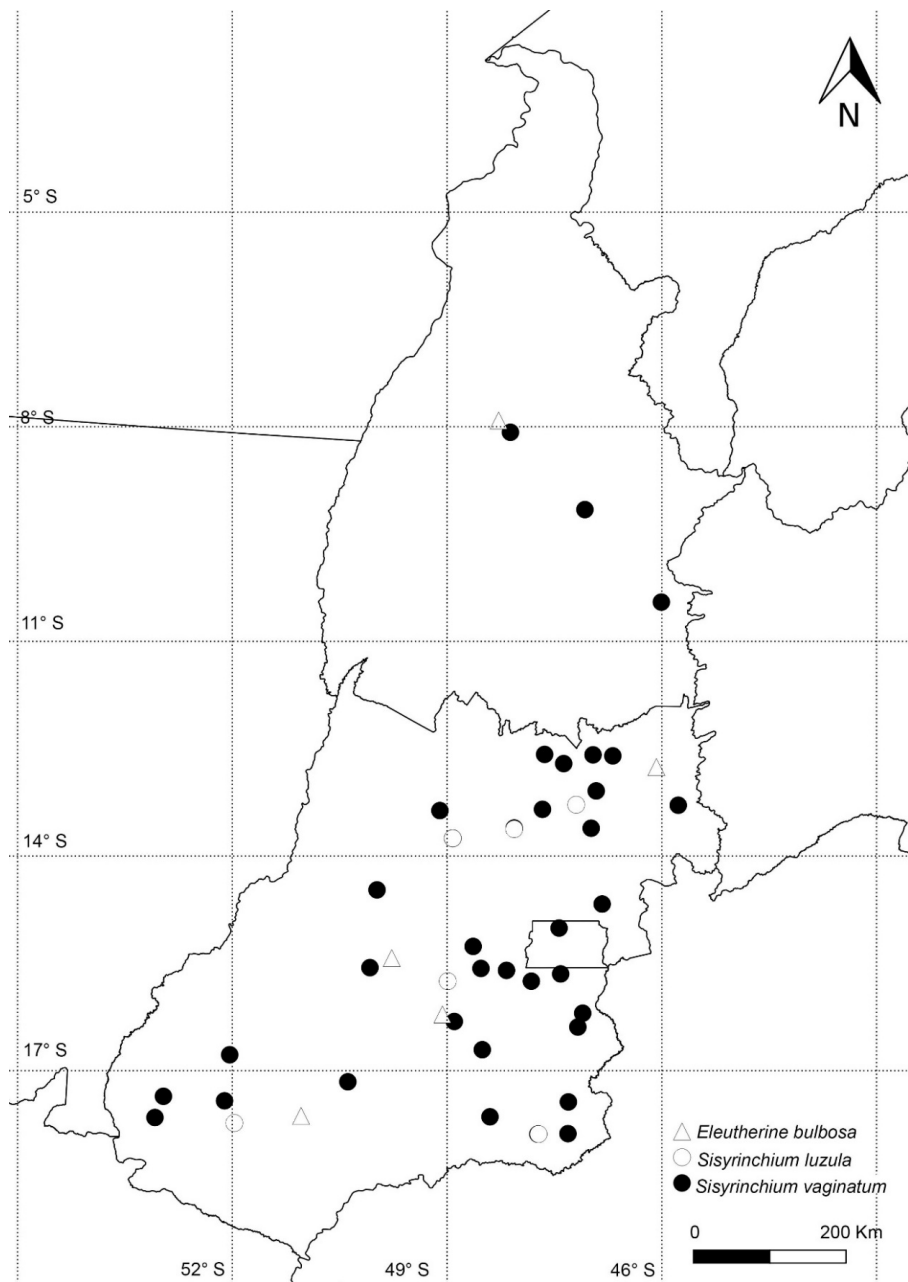 N
5° S
8° S
11° S
14° S
17° S
Eleutherine bulbosa
Sisyrinchium luzula
Sisyrinchium vaginatum
0 200 Km
52° S 49° S 46° S